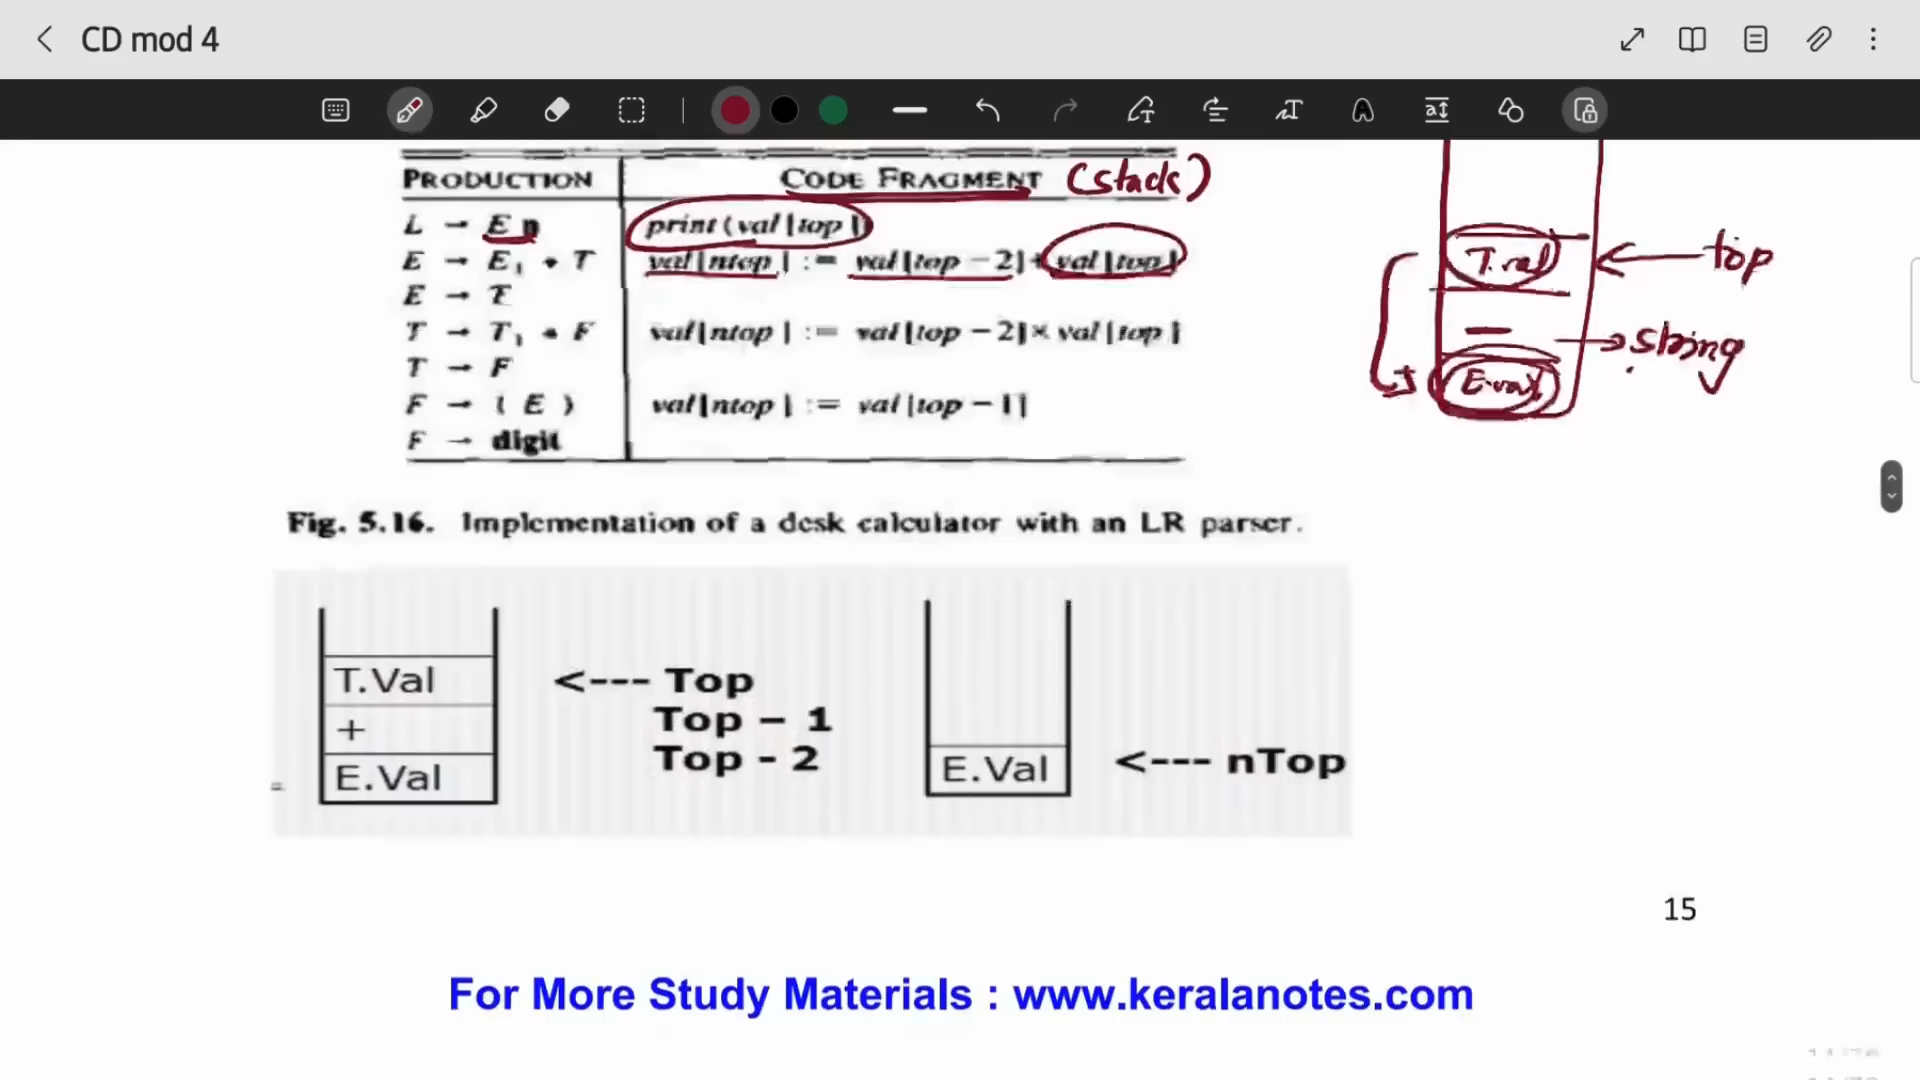 CD mod 4
PRODUCTION CODE FRAGMENT (stack)
L → E n print(val[top])
E → E₁ + T val[ntop] := val[top − 2]+ val[top]
E → T
T → T₁ * F val[ntop] := val[top − 2]× val[top]
T → F
F → ( E ) val[ntop] := val[top − 1]
F → digit
T.val
top
string
E.val
Fig. 5.16. Implementation of a desk calculator with an LR parser.
T.Val <--- Top
+ Top - 1
E.Val Top - 2
E.Val <--- nTop
15
For More Study Materials : www.keralanotes.com